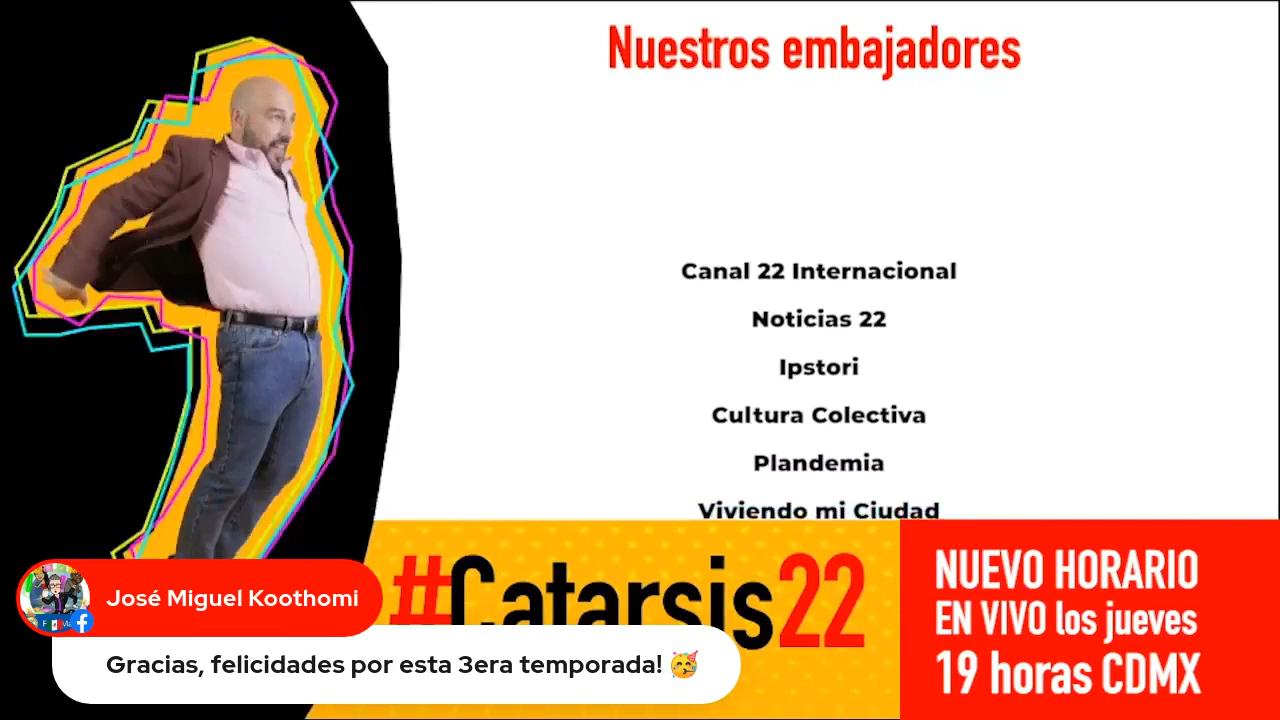 Nuestros embajadores
Canal 22 Internacional
Noticias 22
Ipstori
Cultura Colectiva
Plandemia
Viviendo mi Ciudad
#Catarsis22
NUEVO HORARIO
EN VIVO los jueves
19 horas CDMX
José Miguel Koothomi
Gracias, felicidades por esta 3era temporada! 🥳